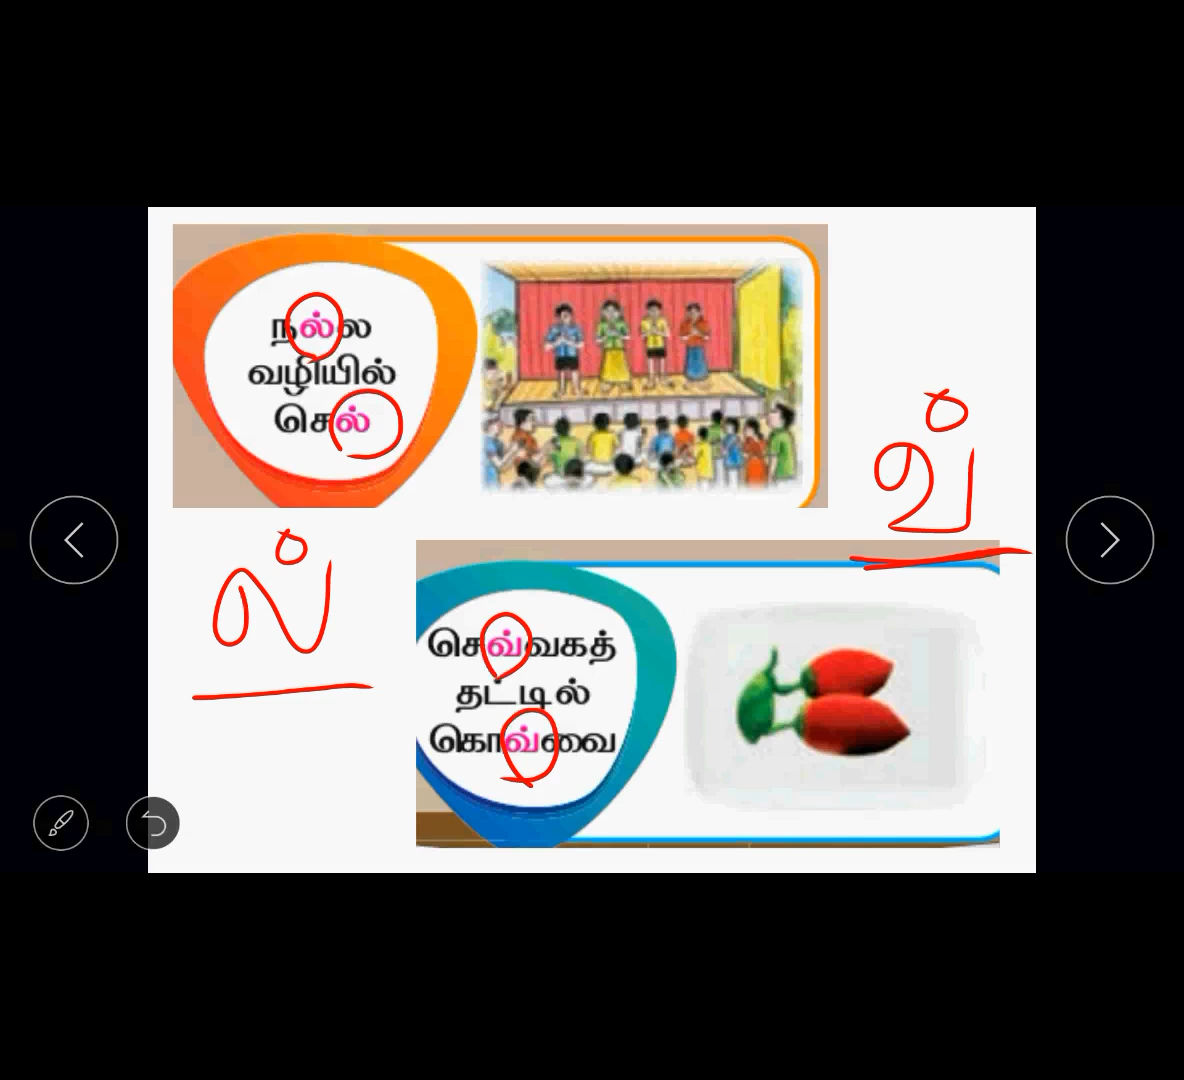 நல்ல
வழியில்
செல்
வ்
ல்
செவ்வகத்
தட்டில்
கொவ்வை